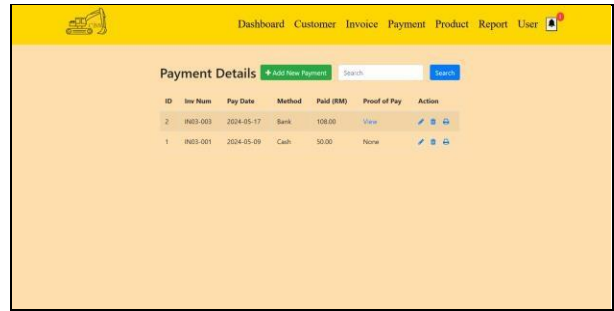 Dashboard Customer Invoice Payment Product Report User
Payment Details + Add New Payment Search Search
ID Inv Num Pay Date Method Paid (RM) Proof of Pay Action
2 IN03-003 2024-05-17 Bank 108.00 View
1 IN03-001 2024-05-09 Cash 50.00 None